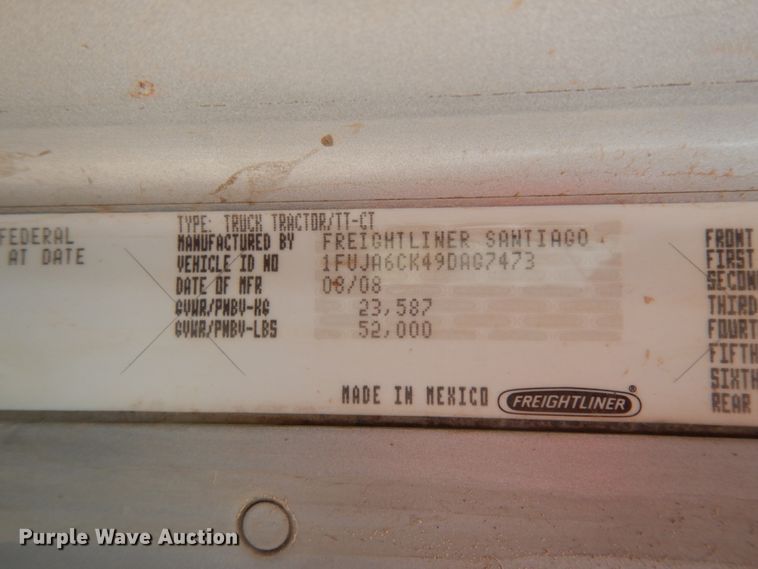 FEDERAL
AT DATE
TYPE: TRUCK TRACTOR/TT-CT
MANUFACTURED BY FREIGHTLINER SANTIAGO
VEHICLE ID NO 1FUJA6CK49DAG7473
DATE OF MFR 08/08
GVWR/PNBV-KG 23,587
GVWR/PNBV-LBS 52,000
MADE IN MEXICO FREIGHTLINER®
FRONT
FIRST
SECOND
THIRD
FOURT
FIFTH
SIXTH
REAR
Purple Wave Auction